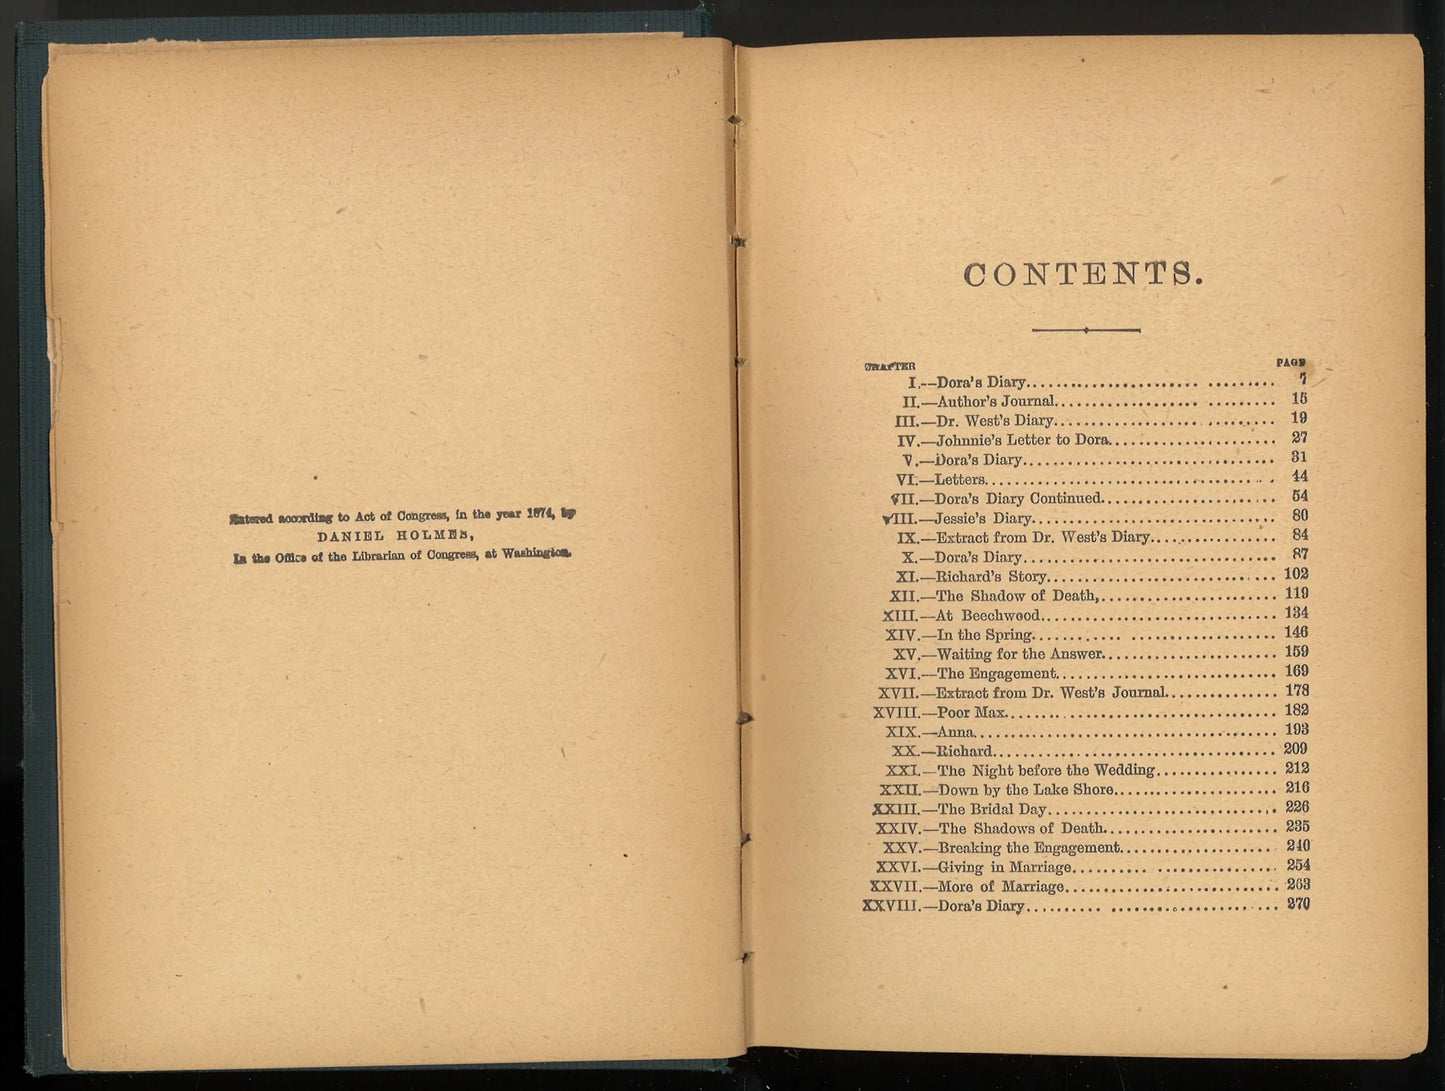 Entered according to Act of Congress, in the year 1874, by
DANIEL HOLMES,
In the Office of the Librarian of Congress, at Washington.
CONTENTS.
CHAPTER PAGE
I.—Dora's Diary.............................. 7
II.—Author's Journal........................... 15
III.—Dr. West's Diary........................... 19
IV.—Johnnie's Letter to Dora..................... 27
V.—Dora's Diary.............................. 31
VI.—Letters................................... 44
VII.—Dora's Diary Continued...................... 54
VIII.—Jessie's Diary............................. 80
IX.—Extract from Dr. West's Diary................ 84
X.—Dora's Diary.............................. 87
XI.—Richard's Story............................ 102
XII.—The Shadow of Death,....................... 119
XIII.—At Beechwood............................. 134
XIV.—In the Spring............................. 146
XV.—Waiting for the Answer...................... 159
XVI.—The Engagement........................... 169
XVII.—Extract from Dr. West's Journal.............. 178
XVIII.—Poor Max................................. 182
XIX.—Anna.................................... 193
XX.—Richard.................................. 209
XXI.—The Night before the Wedding................ 212
XXII.—Down by the Lake Shore..................... 216
XXIII.—The Bridal Day............................ 226
XXIV.—The Shadows of Death...................... 235
XXV.—Breaking the Engagement.................... 240
XXVI.—Giving in Marriage......................... 254
XXVII.—More of Marriage.......................... 263
XXVIII.—Dora's Diary.............................. 270